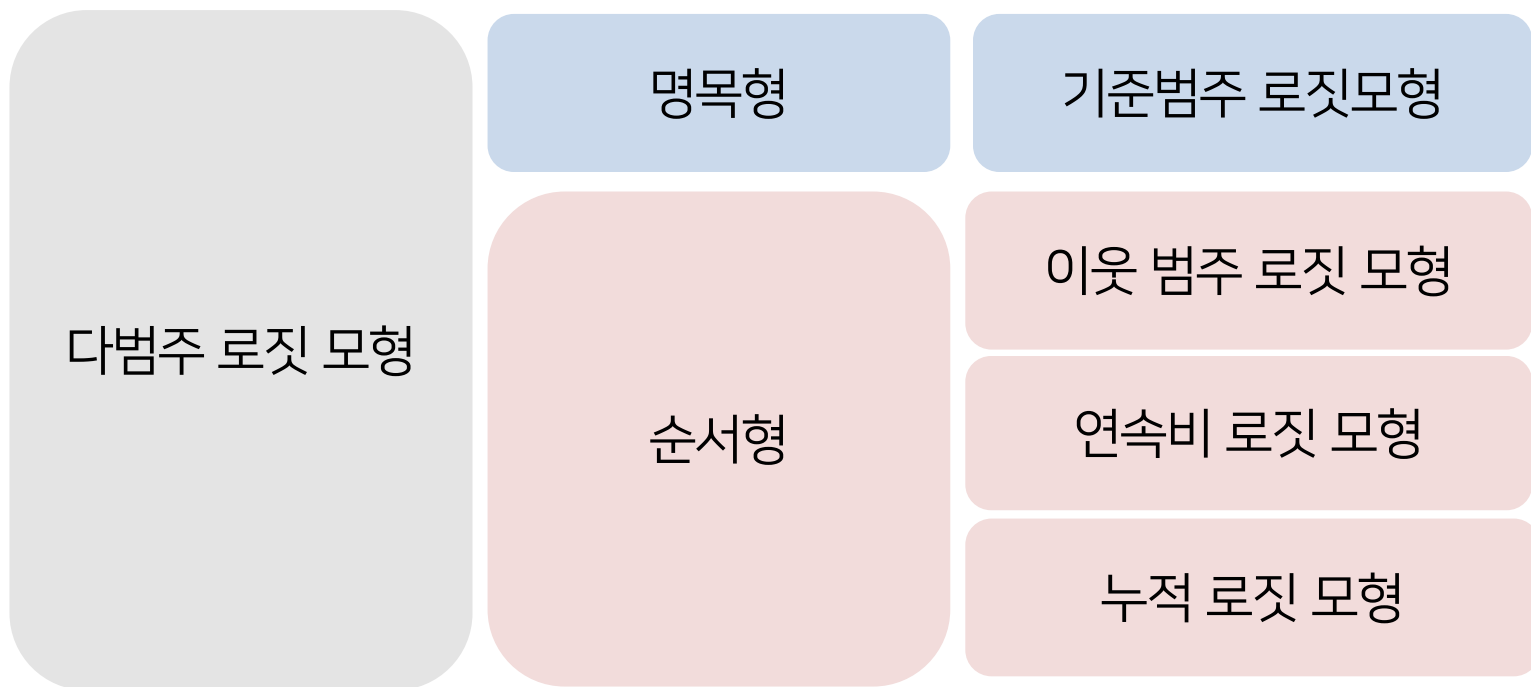 다범주 로짓 모형
명목형
기준범주 로짓모형
순서형
이웃 범주 로짓 모형
연속비 로짓 모형
누적 로짓 모형